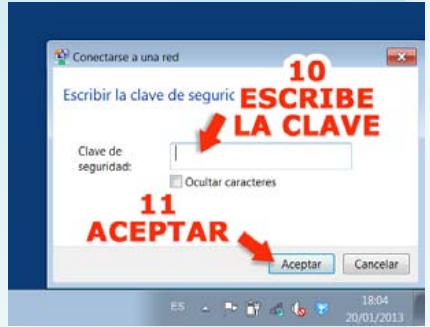 Conectarse a una red
10
Escribir la clave de seguric
ESCRIBE
LA CLAVE
Clave de
seguridad:
Ocultar caracteres
11
ACEPTAR
Aceptar
Cancelar
ES
18:04
20/01/2013